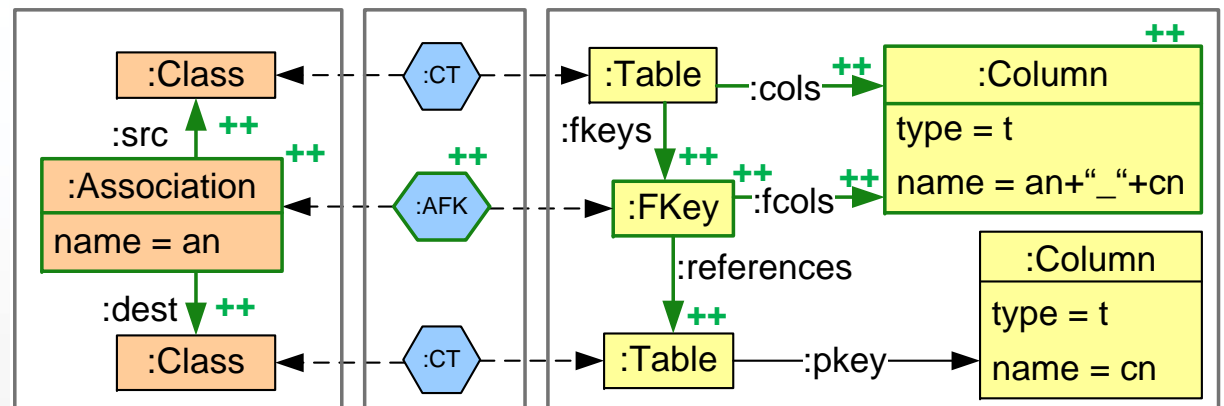 ++
:Class
:CT
:Table
++
:cols
:Column
:src
++
:fkeys
type = t
++
++
++
++
++
name = an+“_“+cn
:Association
:AFK
:FKey
:fcols
name = an
:references
:Column
:dest
++
++
type = t
:Class
:CT
:Table
:pkey
name = cn